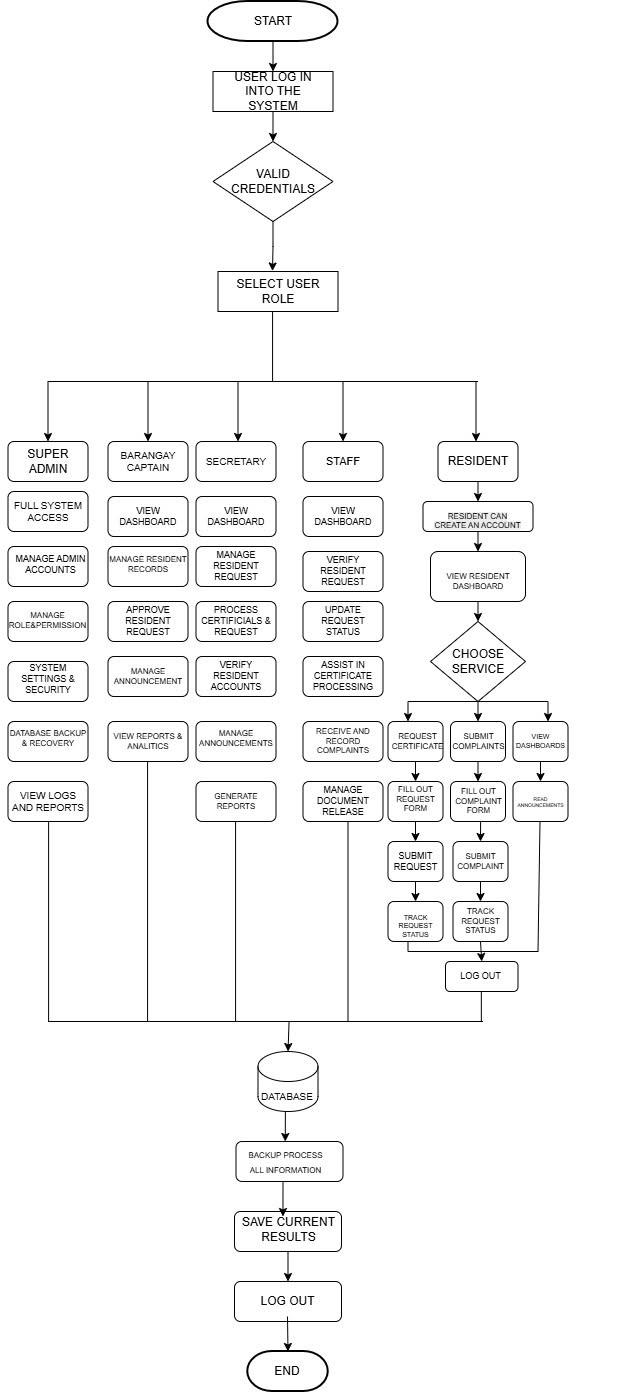 START
USER LOG IN
INTO THE
SYSTEM
VALID
CREDENTIALS
SELECT USER
ROLE
SUPER
ADMIN
FULL SYSTEM
ACCESS
MANAGE ADMIN
ACCOUNTS
MANAGE
ROLE&PERMISSION
SYSTEM
SETTINGS &
SECURITY
DATABASE BACKUP
& RECOVERY
VIEW LOGS
AND REPORTS
BARANGAY
CAPTAIN
VIEW
DASHBOARD
MANAGE RESIDENT
RECORDS
APPROVE
RESIDENT
REQUEST
MANAGE
ANNOUNCEMENT
VIEW REPORTS &
ANALITICS
SECRETARY
VIEW
DASHBOARD
MANAGE
RESIDENT
REQUEST
PROCESS
CERTIFICIALS &
REQUEST
VERIFY
RESIDENT
ACCOUNTS
MANAGE
ANNOUNCEMENTS
GENERATE
REPORTS
STAFF
VIEW
DASHBOARD
VERIFY
RESIDENT
REQUEST
UPDATE
REQUEST
STATUS
ASSIST IN
CERTIFICATE
PROCESSING
RECEIVE AND
RECORD
COMPLAINTS
MANAGE
DOCUMENT
RELEASE
RESIDENT
RESIDENT CAN
CREATE AN ACCOUNT
VIEW RESIDENT
DASHBOARD
CHOOSE
SERVICE
REQUEST
CERTIFICATE
FILL OUT
REQUEST
FORM
SUBMIT
REQUEST
TRACK
REQUEST
STATUS
SUBMIT
COMPLAINTS
FILL OUT
COMPLAINT
FORM
SUBMIT
COMPLAINT
TRACK
REQUEST
STATUS
VIEW
DASHBOARDS
READ
ANNOUNCEMENTS
LOG OUT
DATABASE
BACKUP PROCESS
ALL INFORMATION
SAVE CURRENT
RESULTS
LOG OUT
END